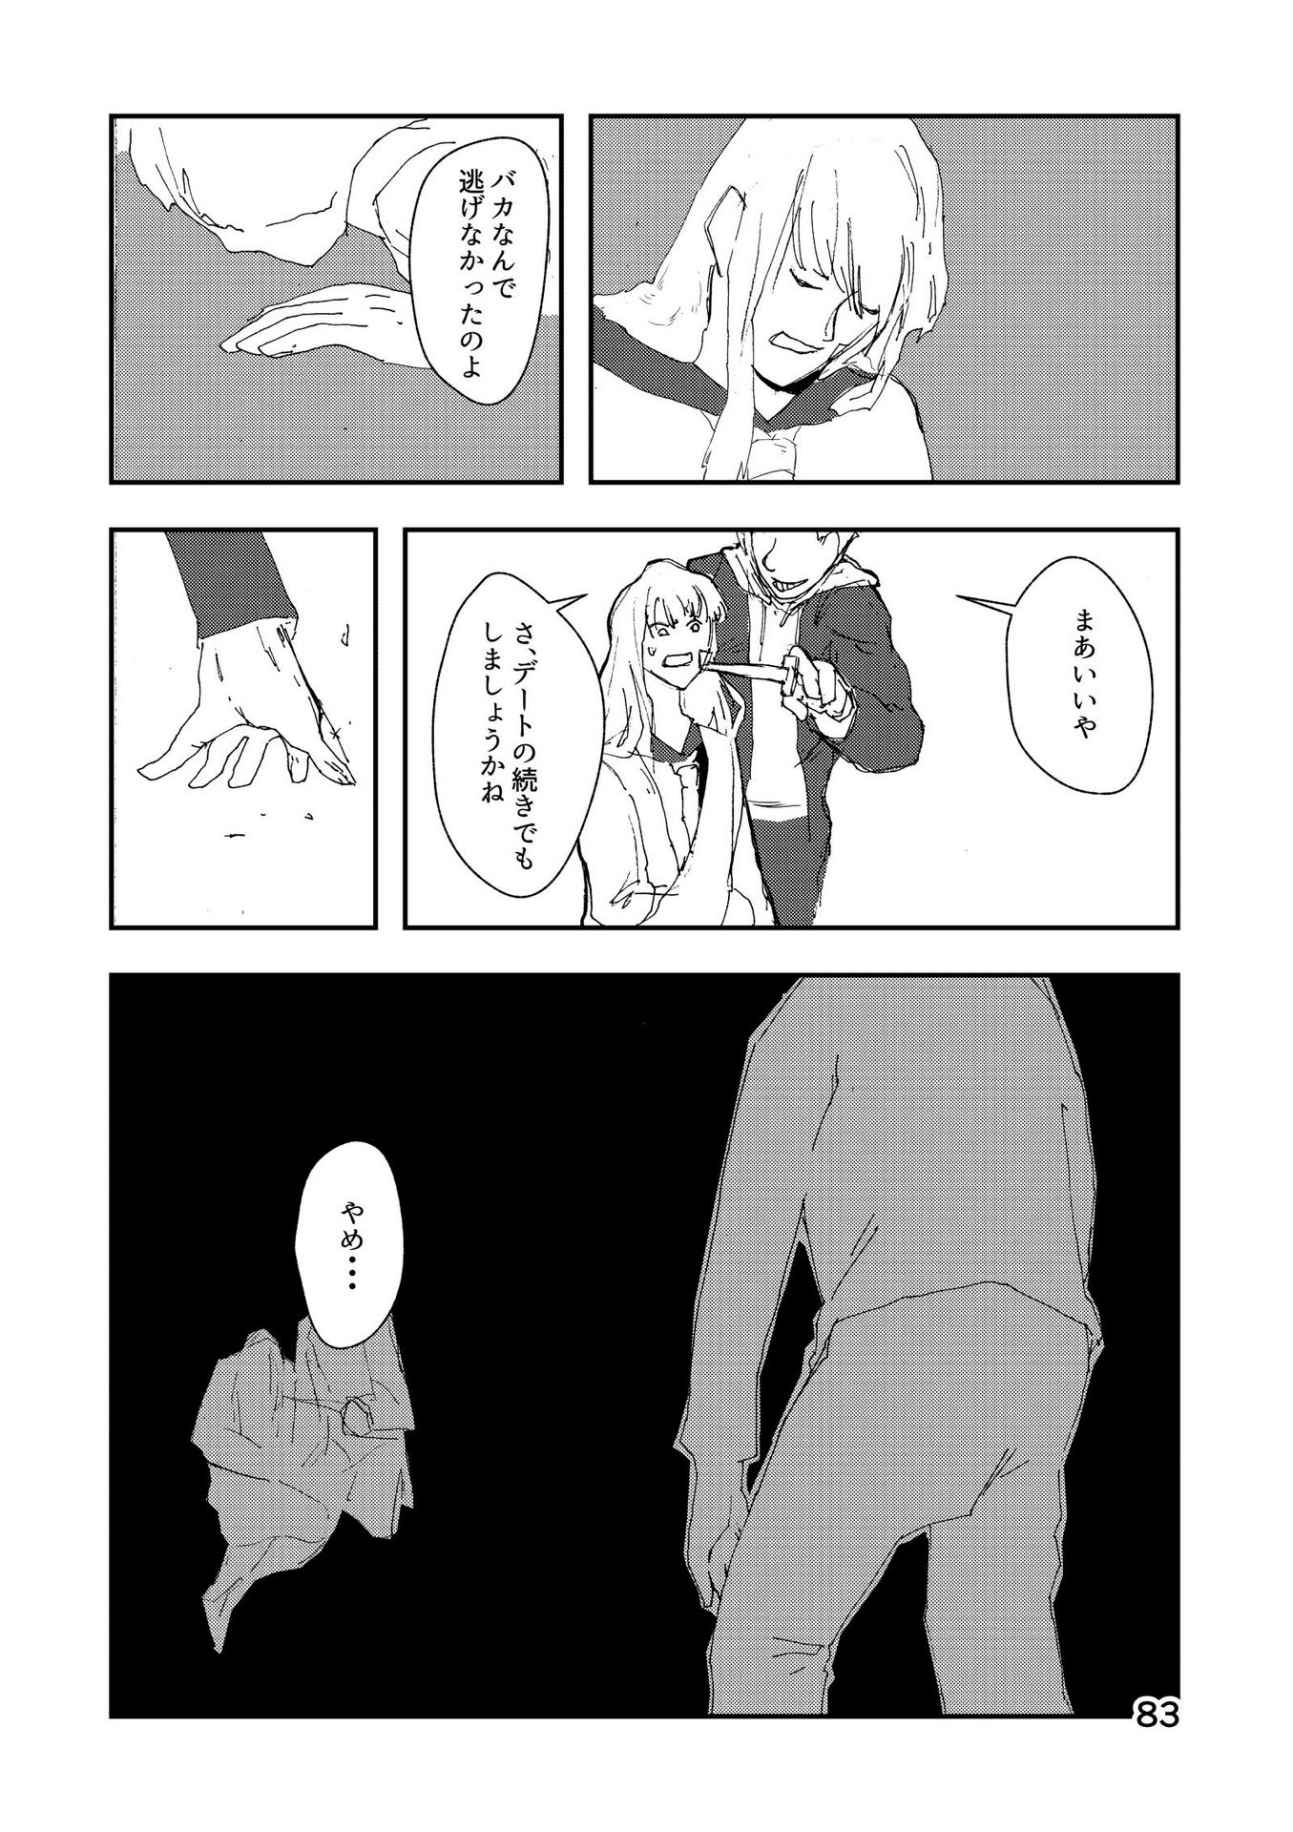 バカなんで
逃げなかったのよ
まあいいや
さ、デートの続きでも
しましょうかね
やめ・・・
83